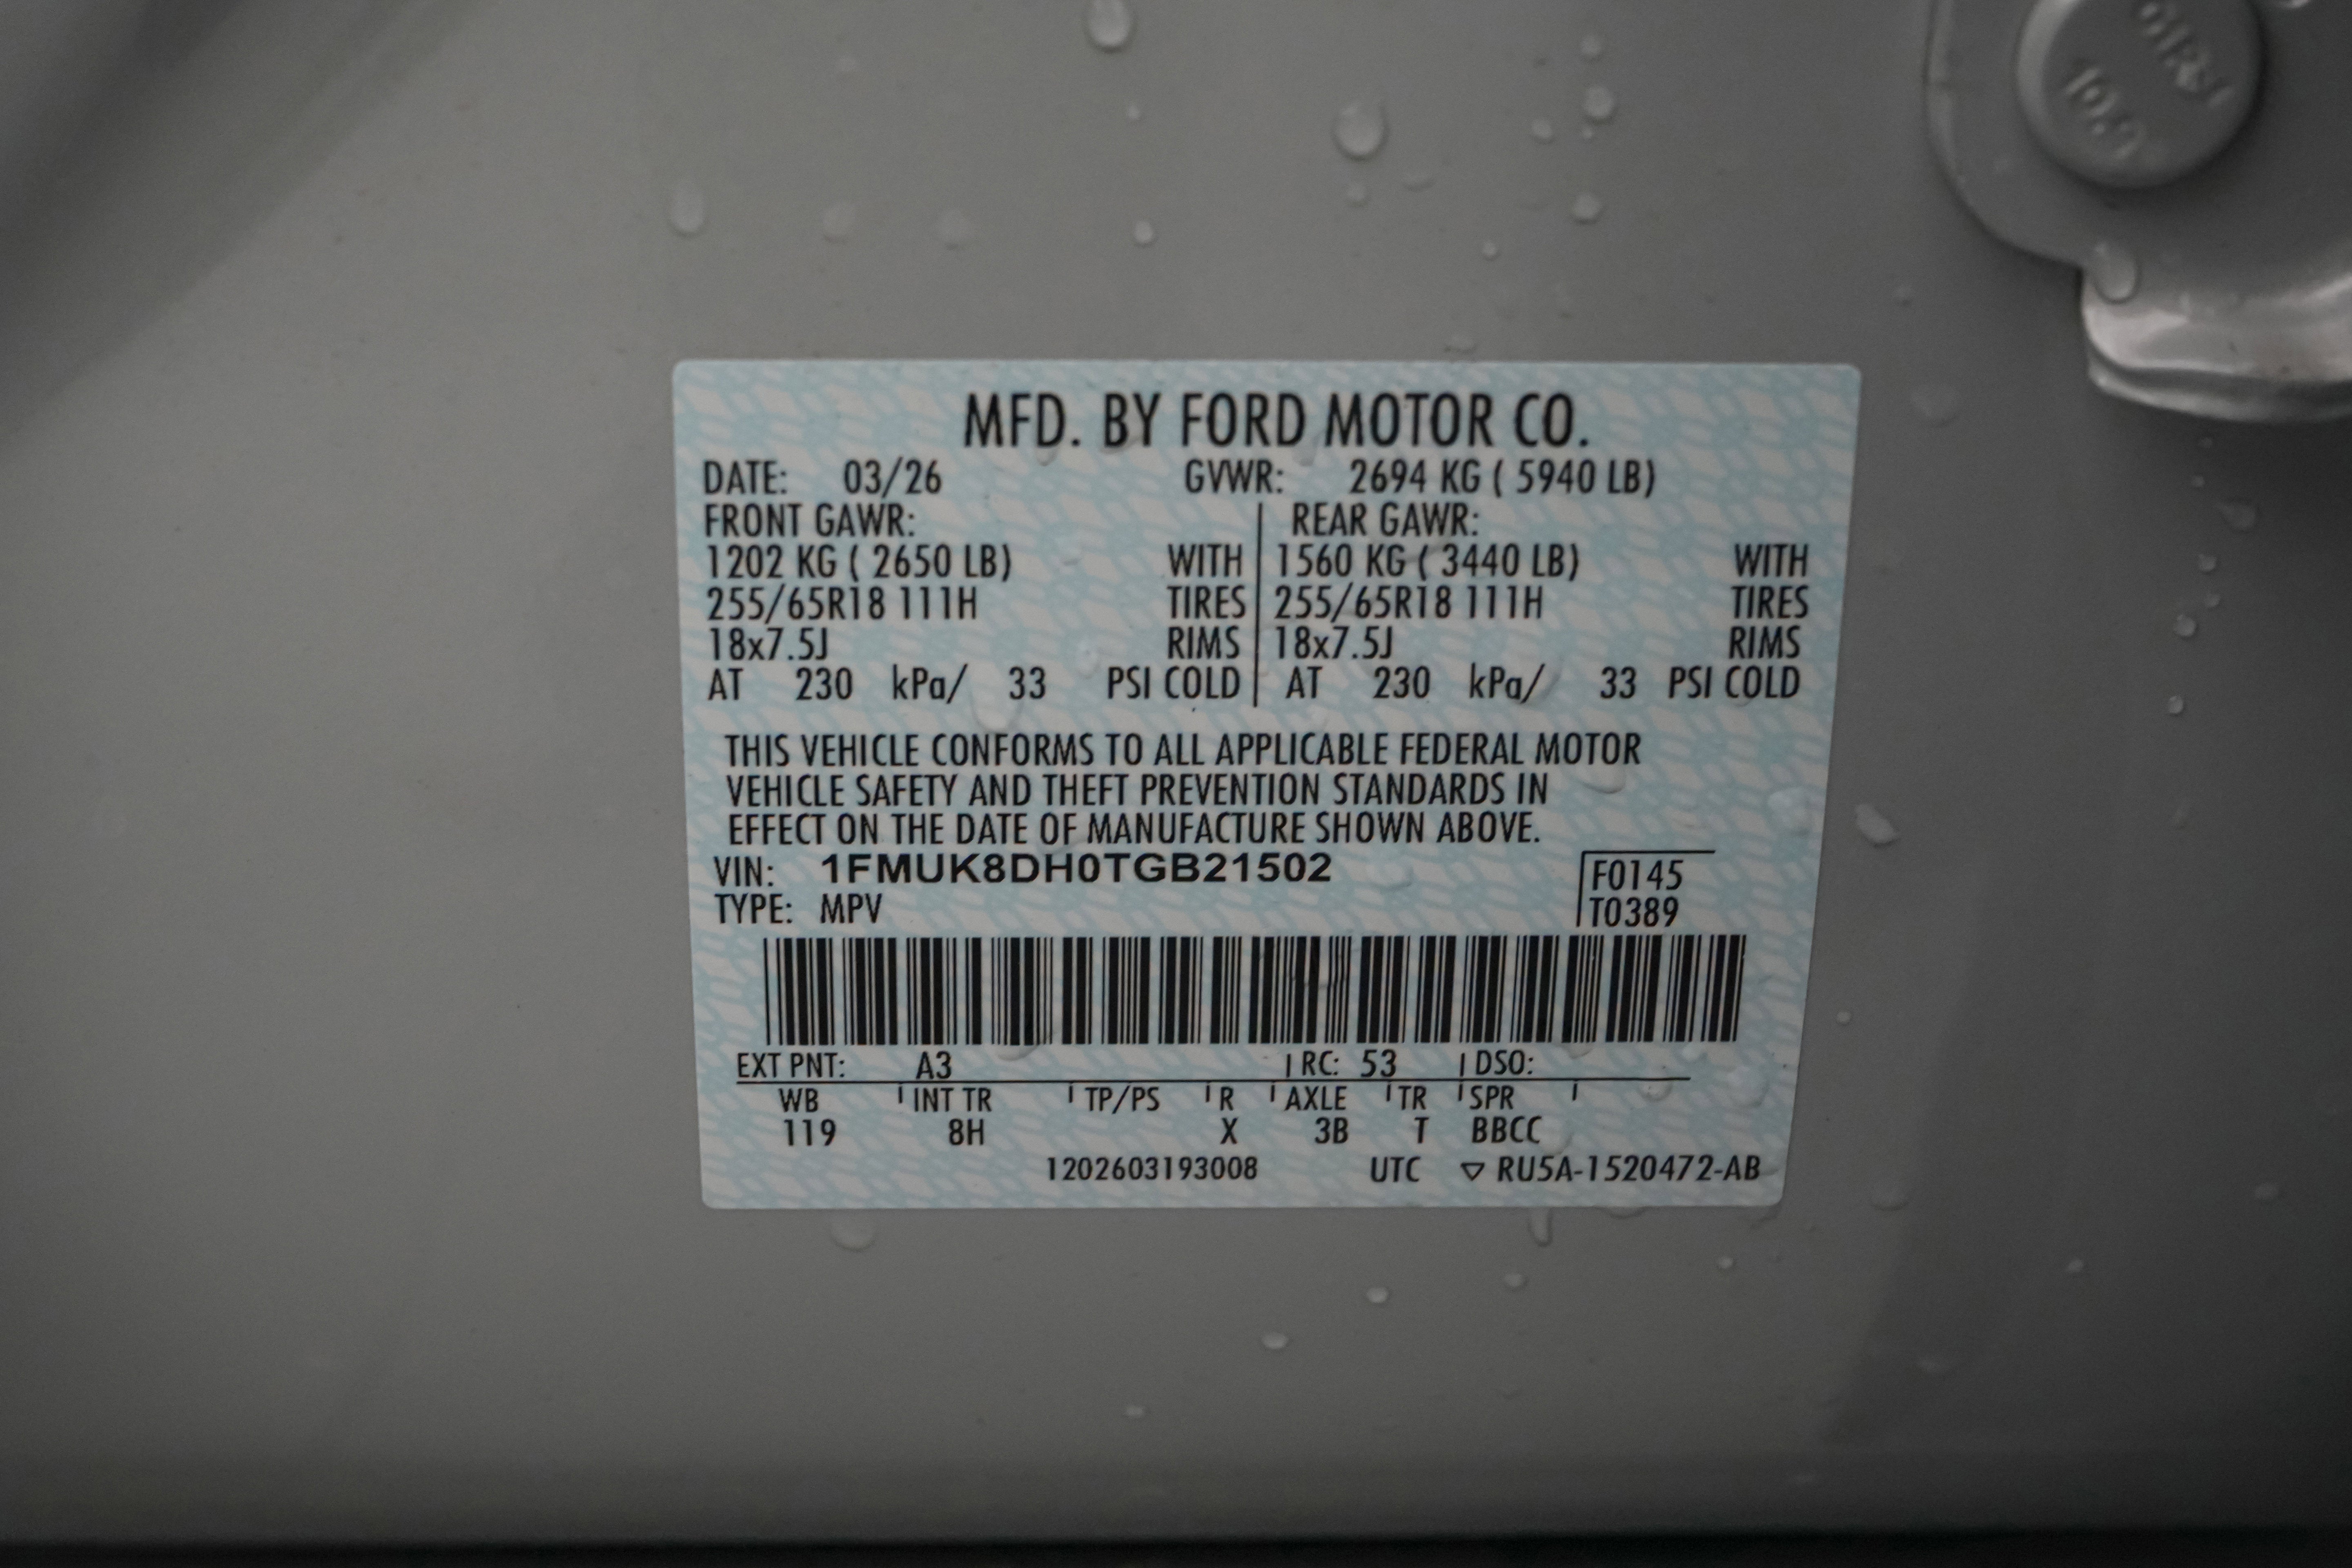 MFD. BY FORD MOTOR CO.
DATE: 03/26 GVWR: 2694 KG ( 5940 LB)
FRONT GAWR: REAR GAWR:
1202 KG ( 2650 LB) WITH 1560 KG ( 3440 LB) WITH
255/65R18 111H TIRES 255/65R18 111H TIRES
18x7.5J RIMS 18x7.5J RIMS
AT 230 kPa/ 33 PSI COLD AT 230 kPa/ 33 PSI COLD
THIS VEHICLE CONFORMS TO ALL APPLICABLE FEDERAL MOTOR
VEHICLE SAFETY AND THEFT PREVENTION STANDARDS IN
EFFECT ON THE DATE OF MANUFACTURE SHOWN ABOVE.
VIN: 1FMUK8DH0TGB21502 F0145
TYPE: MPV T0389
EXT PNT: A3 RC: 53 DSO:
WB INT TR TP/PS R AXLE TR SPR
119 8H X 3B T BBCC
1202603193008 UTC ▽ RU5A-1520472-AB